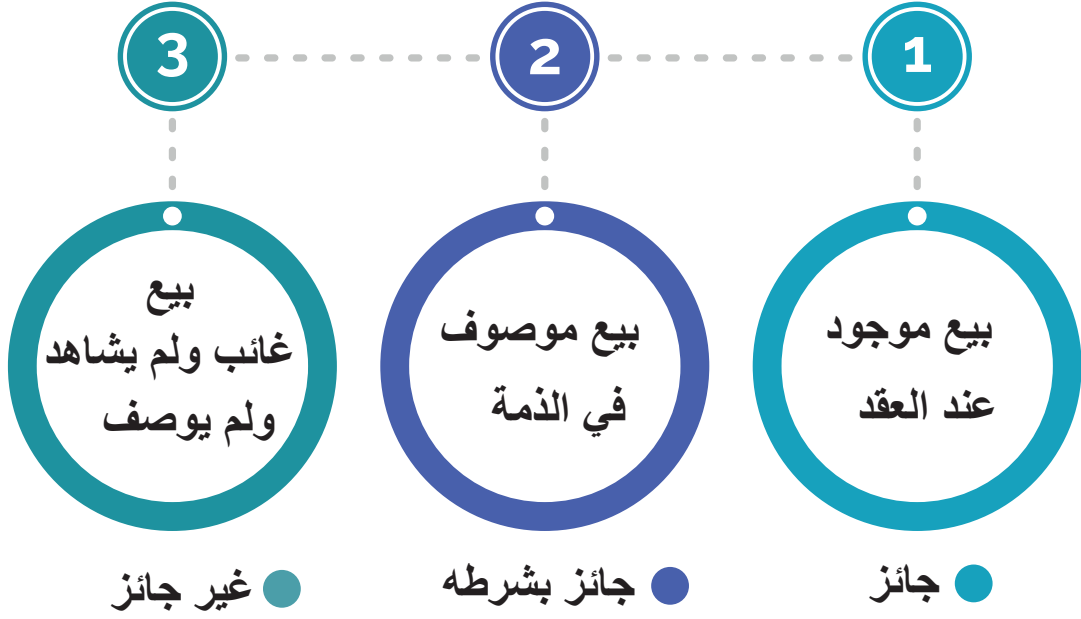 1
بيع موجود
عند العقد
جائز
2
بيع موصوف
في الذمة
جائز بشرطه
3
بيع
غائب ولم يشاهد
ولم يوصف
غير جائز